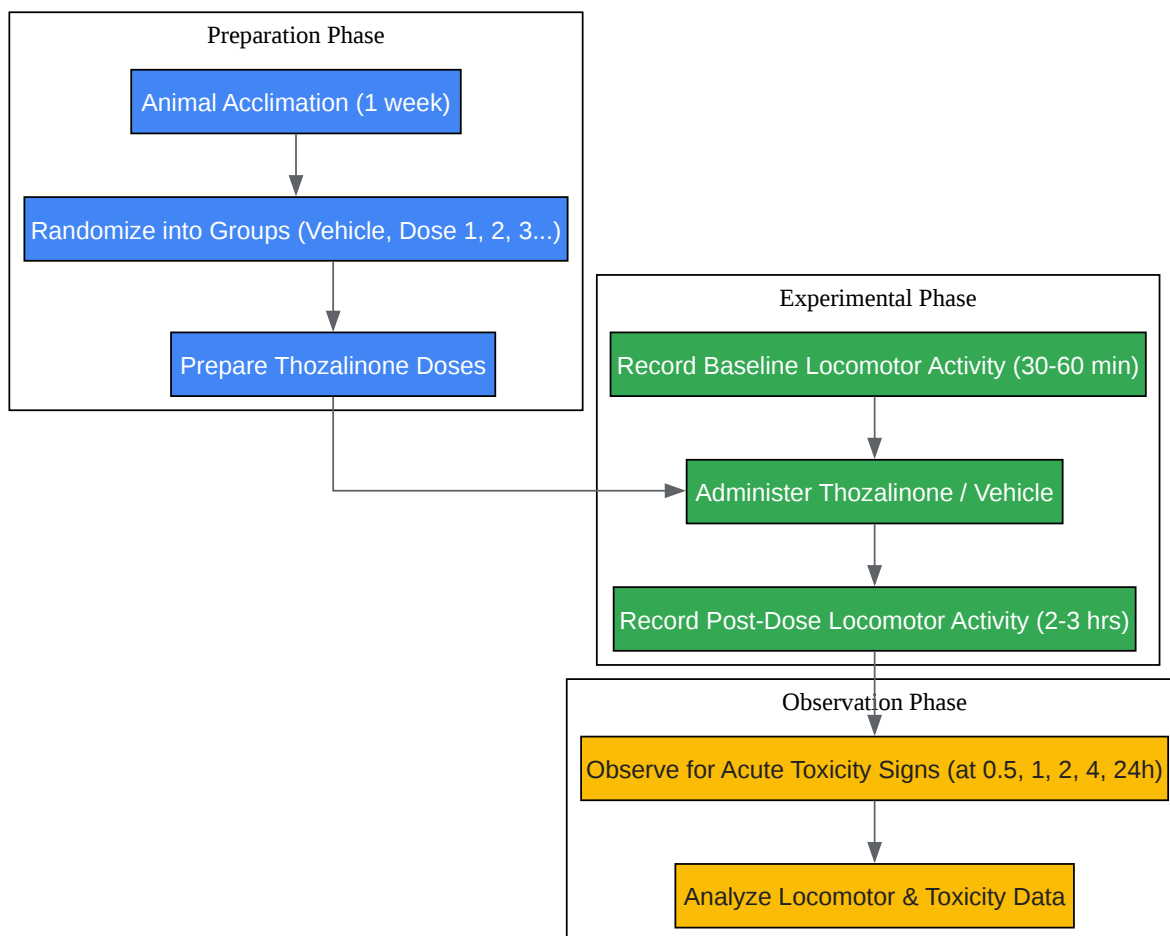 Preparation Phase
Animal Acclimation (1 week)
Randomize into Groups (Vehicle, Dose 1, 2, 3...)
Prepare Thozalinone Doses
Experimental Phase
Record Baseline Locomotor Activity (30-60 min)
Administer Thozalinone / Vehicle
Record Post-Dose Locomotor Activity (2-3 hrs)
Observation Phase
Observe for Acute Toxicity Signs (at 0.5, 1, 2, 4, 24h)
Analyze Locomotor & Toxicity Data